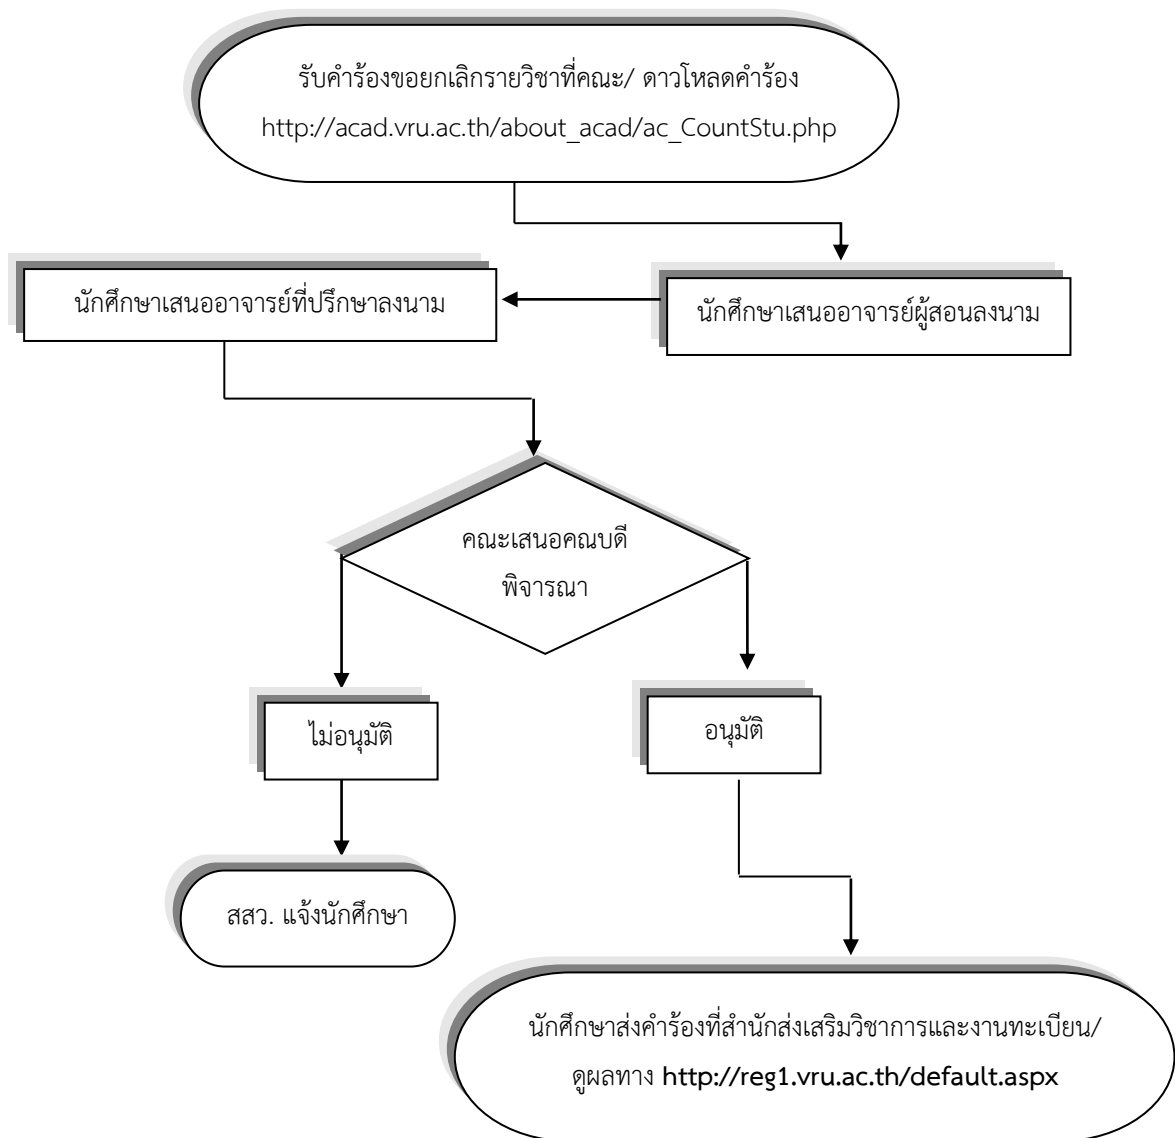 รับคำร้องขอยกเลิกรายวิชาที่คณะ/ ดาวโหลดคำร้อง
http://acad.vru.ac.th/about_acad/ac_CountStu.php
นักศึกษาเสนออาจารย์ที่ปรึกษาลงนาม
นักศึกษาเสนออาจารย์ผู้สอนลงนาม
คณะเสนอคณบดี
พิจารณา
ไม่อนุมัติ
อนุมัติ
สสว. แจ้งนักศึกษา
นักศึกษาส่งคำร้องที่สำนักส่งเสริมวิชาการและงานทะเบียน/
ดูผลทาง http://reg1.vru.ac.th/default.aspx